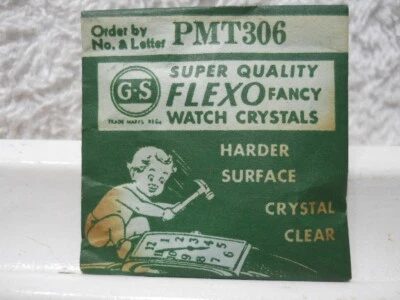 Order by
No. & Letter PMT306
G-S
TRADE MARKS REG.
SUPER QUALITY
FLEXO FANCY
WATCH CRYSTALS
HARDER
SURFACE
CRYSTAL
CLEAR